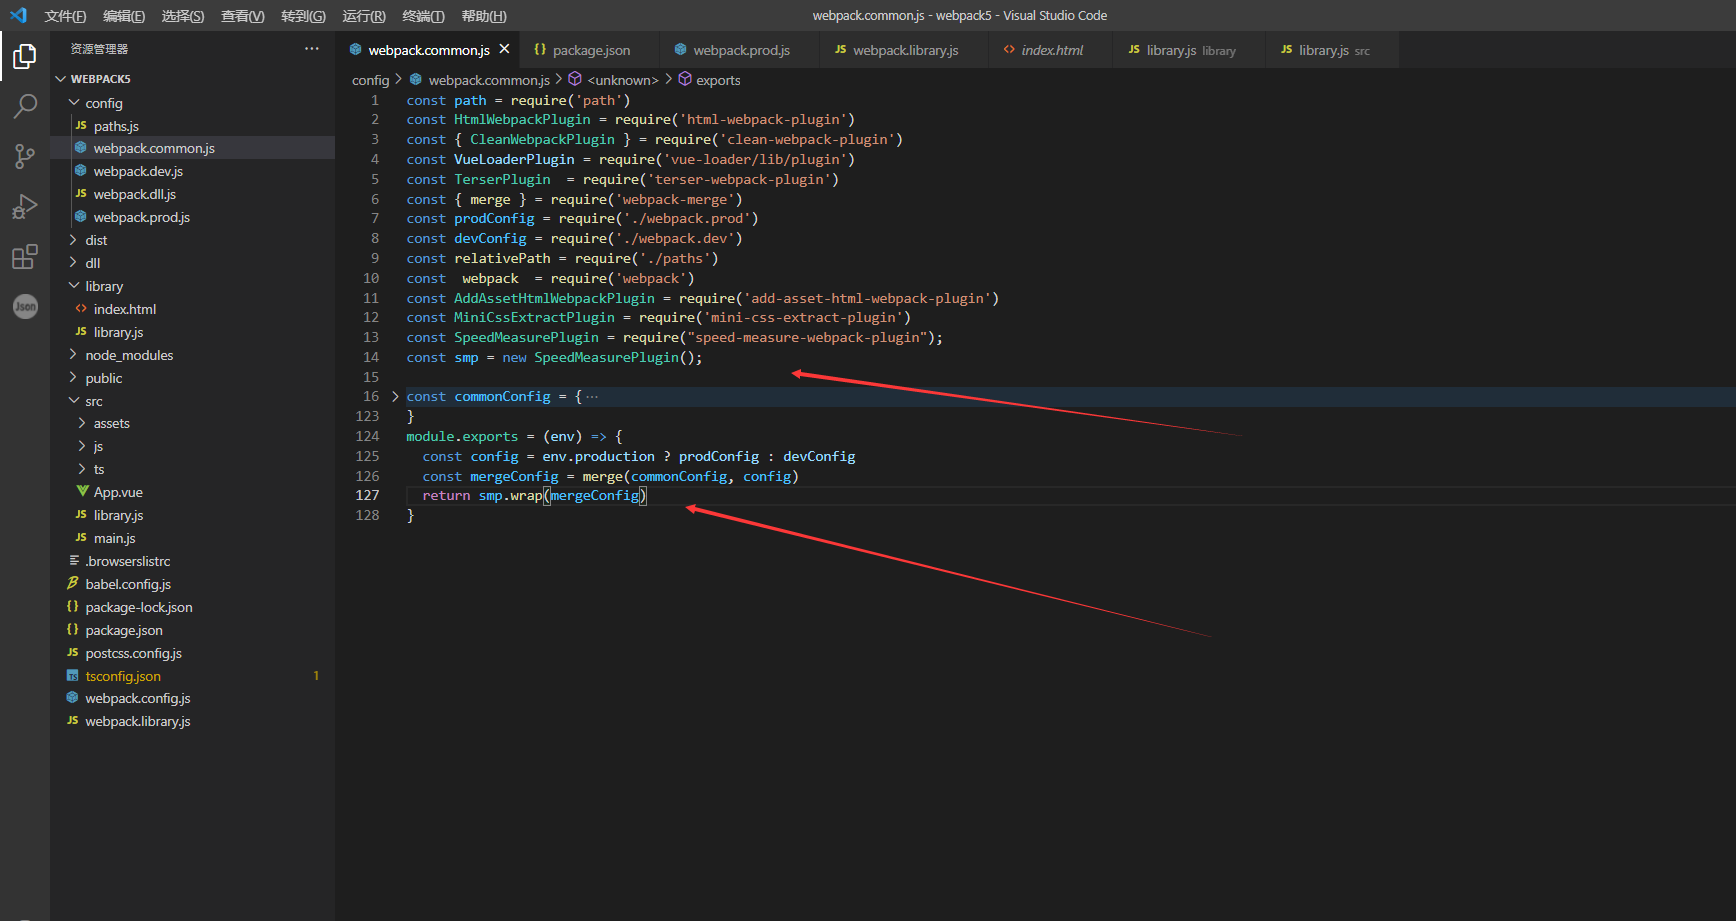 文件(F) 编辑(E) 选择(S) 查看(V) 转到(G) 运行(R) 终端(T) 帮助(H) webpack.common.js - webpack5 - Visual Studio Code
资源管理器 ···
WEBPACK5
config
JS paths.js
webpack.common.js
webpack.dev.js
JS webpack.dll.js
webpack.prod.js
dist
dll
library
<> index.html
JS library.js
node_modules
public
src
assets
js
ts
App.vue
JS library.js
JS main.js
.browserslistrc
babel.config.js
{} package-lock.json
{} package.json
JS postcss.config.js
TS tsconfig.json 1
webpack.config.js
JS webpack.library.js
Json
webpack.common.js × {} package.json webpack.prod.js JS webpack.library.js <> index.html JS library.js library JS library.js src
config > webpack.common.js > <unknown> > exports
1 const path = require('path')
2 const HtmlWebpackPlugin = require('html-webpack-plugin')
3 const { CleanWebpackPlugin } = require('clean-webpack-plugin')
4 const VueLoaderPlugin = require('vue-loader/lib/plugin')
5 const TerserPlugin  = require('terser-webpack-plugin')
6 const { merge } = require('webpack-merge')
7 const prodConfig = require('./webpack.prod')
8 const devConfig = require('./webpack.dev')
9 const relativePath = require('./paths')
10 const  webpack  = require('webpack')
11 const AddAssetHtmlWebpackPlugin = require('add-asset-html-webpack-plugin')
12 const MiniCssExtractPlugin = require('mini-css-extract-plugin')
13 const SpeedMeasurePlugin = require("speed-measure-webpack-plugin");
14 const smp = new SpeedMeasurePlugin();
15
16 const commonConfig = { ···
123 }
124 module.exports = (env) => {
125   const config = env.production ? prodConfig : devConfig
126   const mergeConfig = merge(commonConfig, config)
127   return smp.wrap(mergeConfig)
128 }